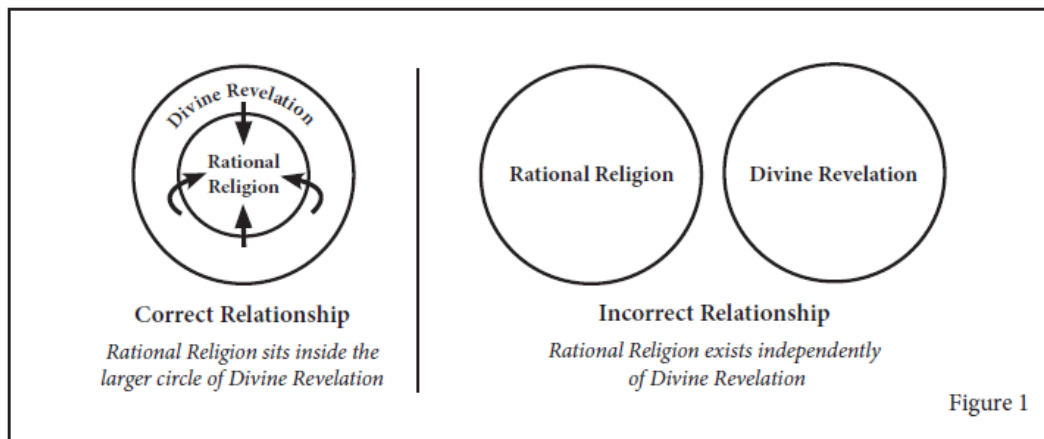 Divine Revelation
Rational
Religion
Correct Relationship
Rational Religion sits inside the
larger circle of Divine Revelation
Rational Religion
Divine Revelation
Incorrect Relationship
Rational Religion exists independently
of Divine Revelation
Figure 1